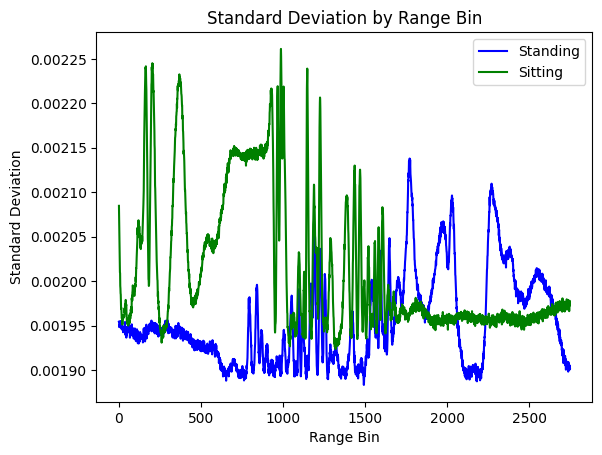 Standard Deviation by Range Bin
Standing
Sitting
0.00225
0.00220
0.00215
0.00210
0.00205
0.00200
0.00195
0.00190
Standard Deviation
0
500
1000
1500
2000
2500
Range Bin